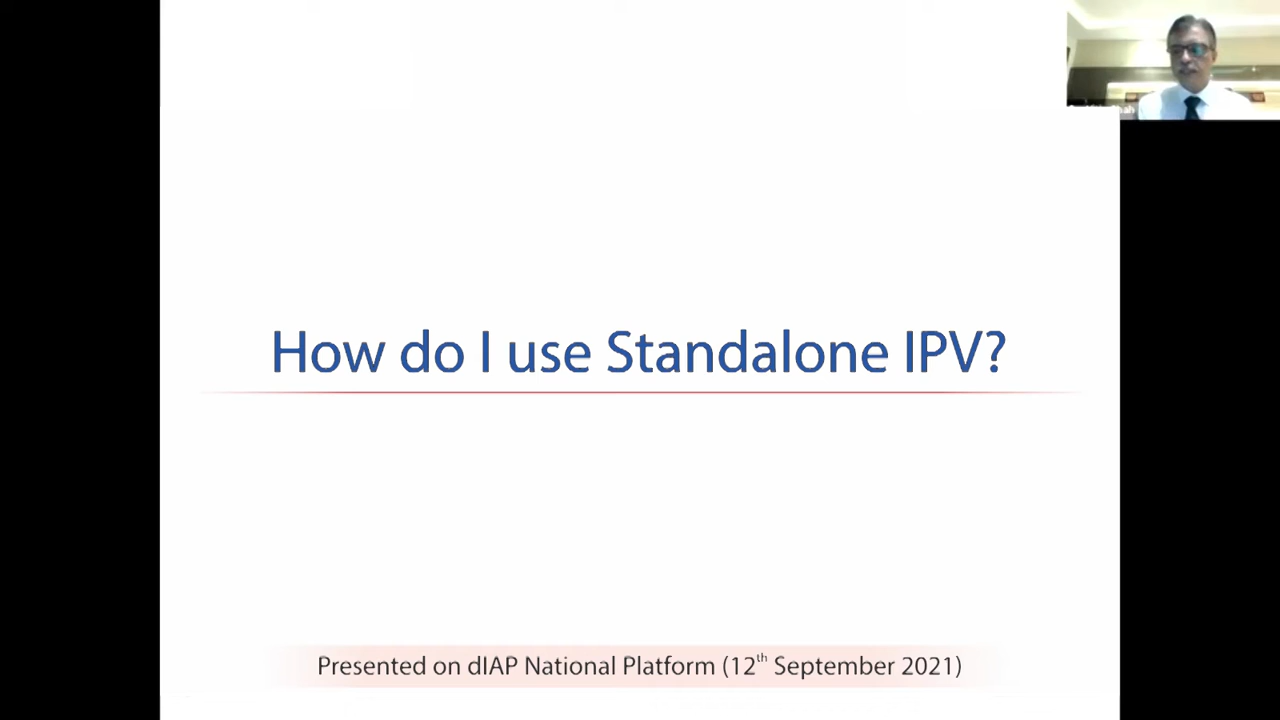 How do I use Standalone IPV?
Presented on dIAP National Platform (12th September 2021)